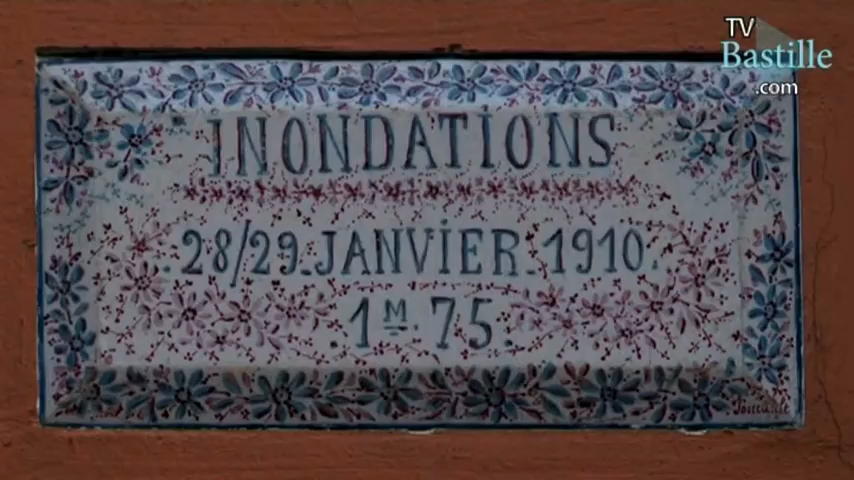 TV
Bastille
.com
INONDATIONS
28/29 JANVIER 1910.
. 1M. 75.